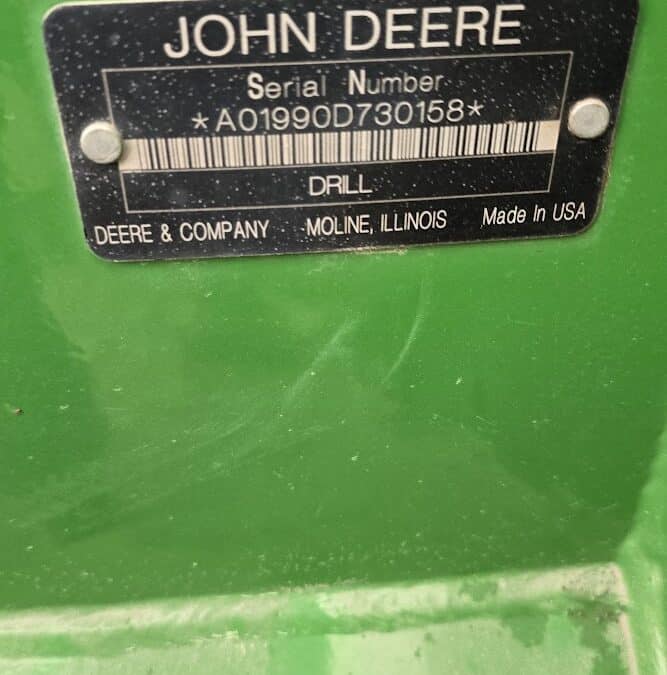 JOHN DEERE
Serial Number
*A01990D730158*
DRILL
DEERE & COMPANY MOLINE, ILLINOIS Made In USA